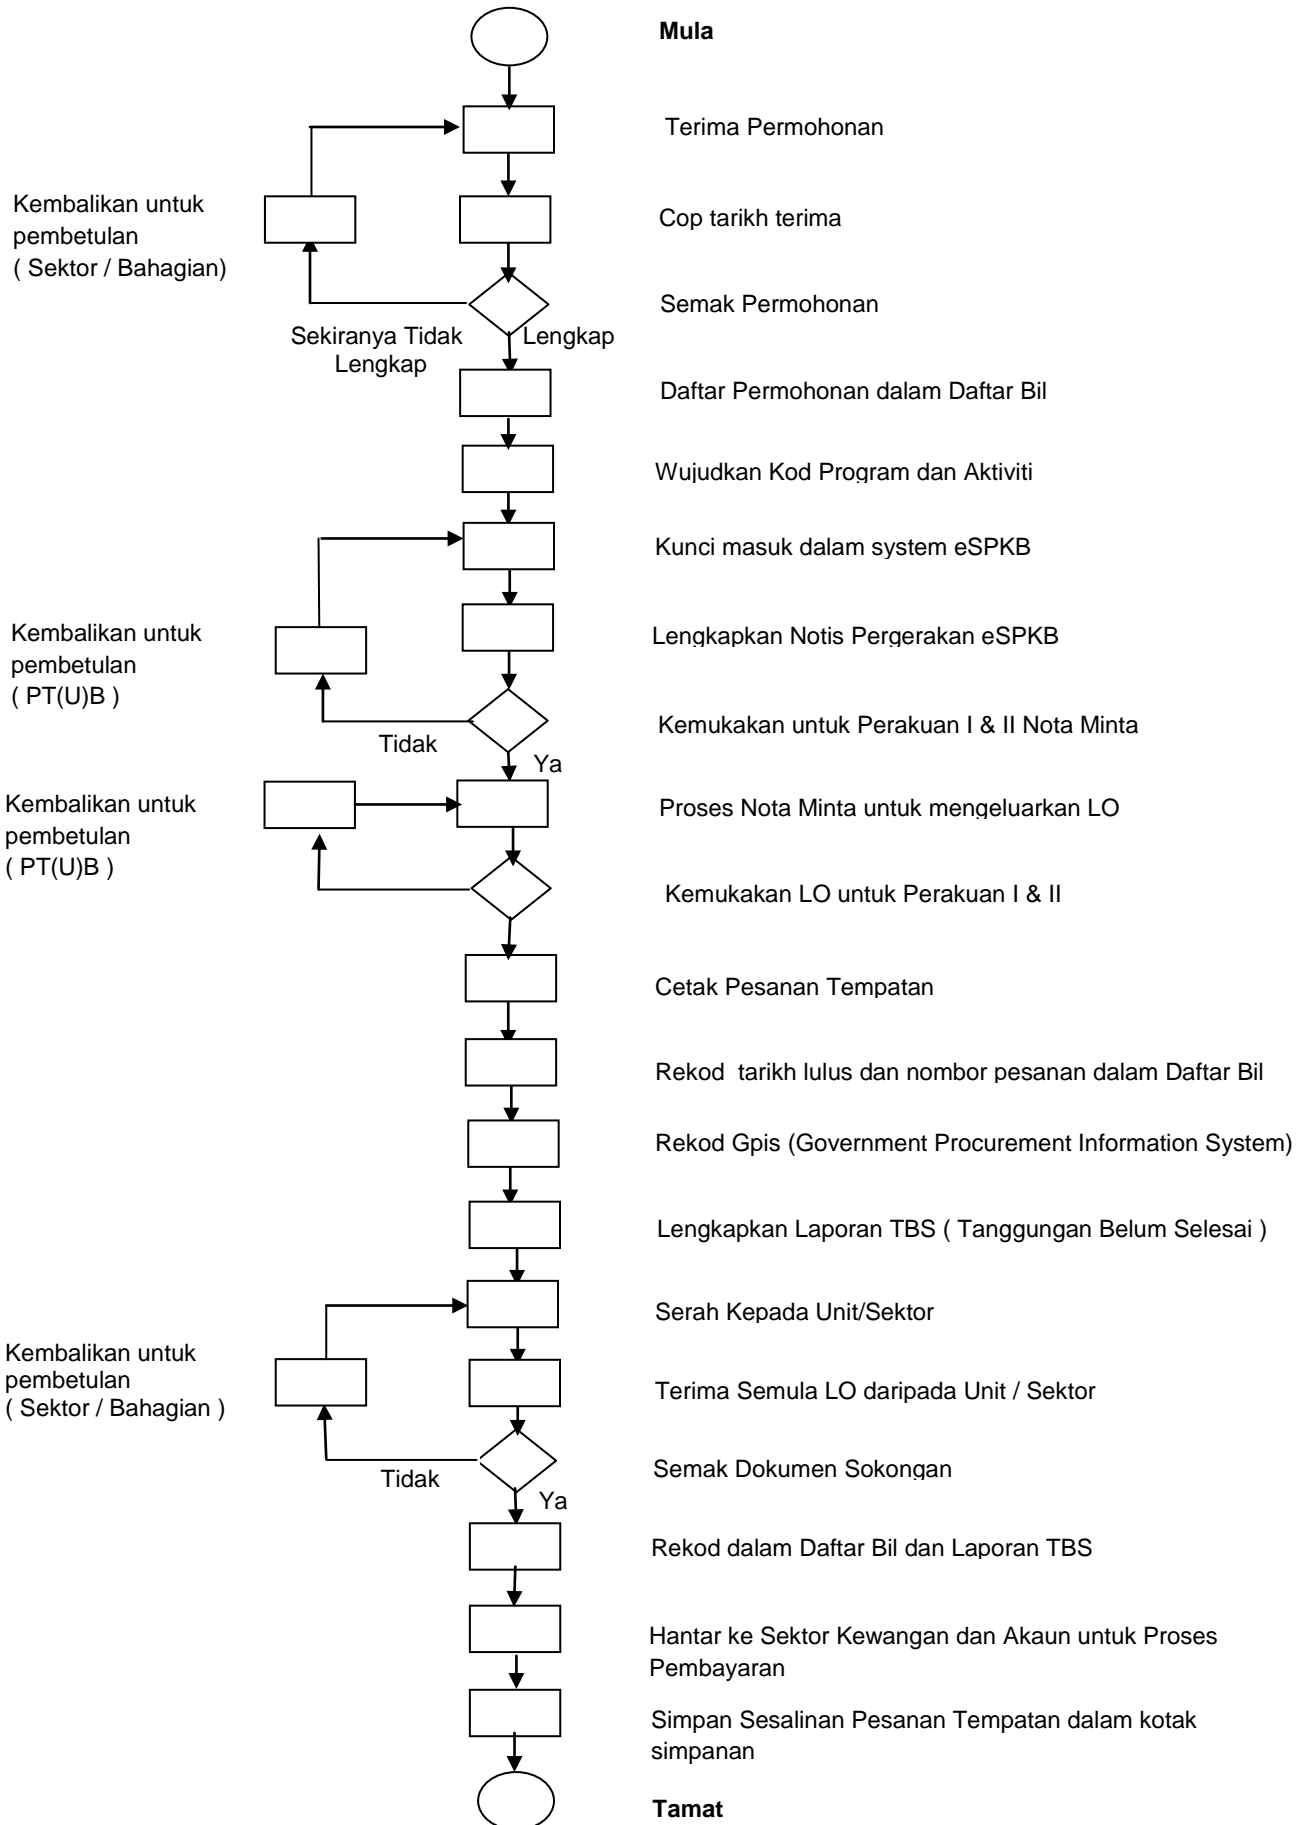 Mula
Terima Permohonan
Kembalikan untuk
pembetulan
( Sektor / Bahagian)
Cop tarikh terima
Semak Permohonan
Sekiranya Tidak
Lengkap
Lengkap
Daftar Permohonan dalam Daftar Bil
Wujudkan Kod Program dan Aktiviti
Kunci masuk dalam system eSPKB
Kembalikan untuk
pembetulan
( PT(U)B )
Lengkapkan Notis Pergerakan eSPKB
Kemukakan untuk Perakuan I & II Nota Minta
Tidak
Ya
Kembalikan untuk
pembetulan
( PT(U)B )
Proses Nota Minta untuk mengeluarkan LO
Kemukakan LO untuk Perakuan I & II
Cetak Pesanan Tempatan
Rekod  tarikh lulus dan nombor pesanan dalam Daftar Bil
Rekod Gpis (Government Procurement Information System)
Lengkapkan Laporan TBS ( Tanggungan Belum Selesai )
Serah Kepada Unit/Sektor
Kembalikan untuk
pembetulan
( Sektor / Bahagian )
Terima Semula LO daripada Unit / Sektor
Semak Dokumen Sokongan
Tidak
Ya
Rekod dalam Daftar Bil dan Laporan TBS
Hantar ke Sektor Kewangan dan Akaun untuk Proses
Pembayaran
Simpan Sesalinan Pesanan Tempatan dalam kotak
simpanan
Tamat